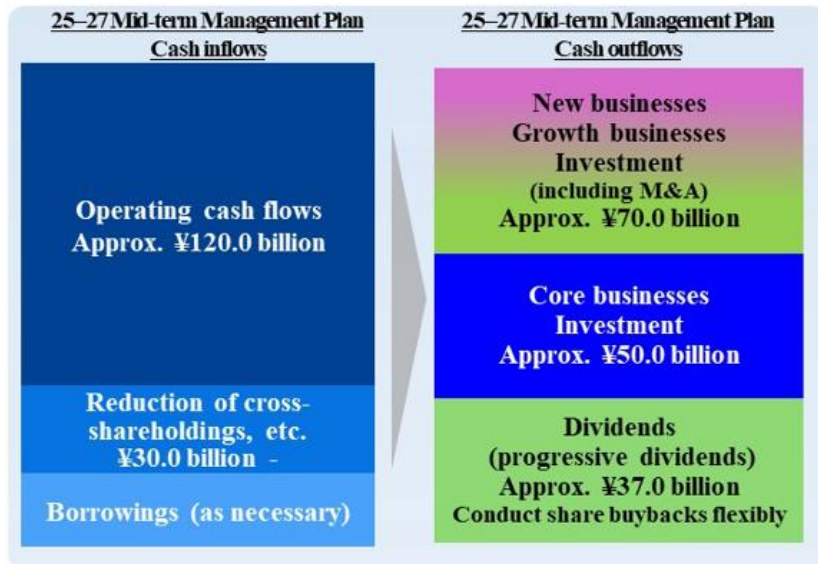 25–27 Mid-term Management Plan
Cash inflows
Operating cash flows
Approx. ¥120.0 billion
Reduction of cross-
shareholdings, etc.
¥30.0 billion -
Borrowings (as necessary)
25–27 Mid-term Management Plan
Cash outflows
New businesses
Growth businesses
Investment
(including M&A)
Approx. ¥70.0 billion
Core businesses
Investment
Approx. ¥50.0 billion
Dividends
(progressive dividends)
Approx. ¥37.0 billion
Conduct share buybacks flexibly